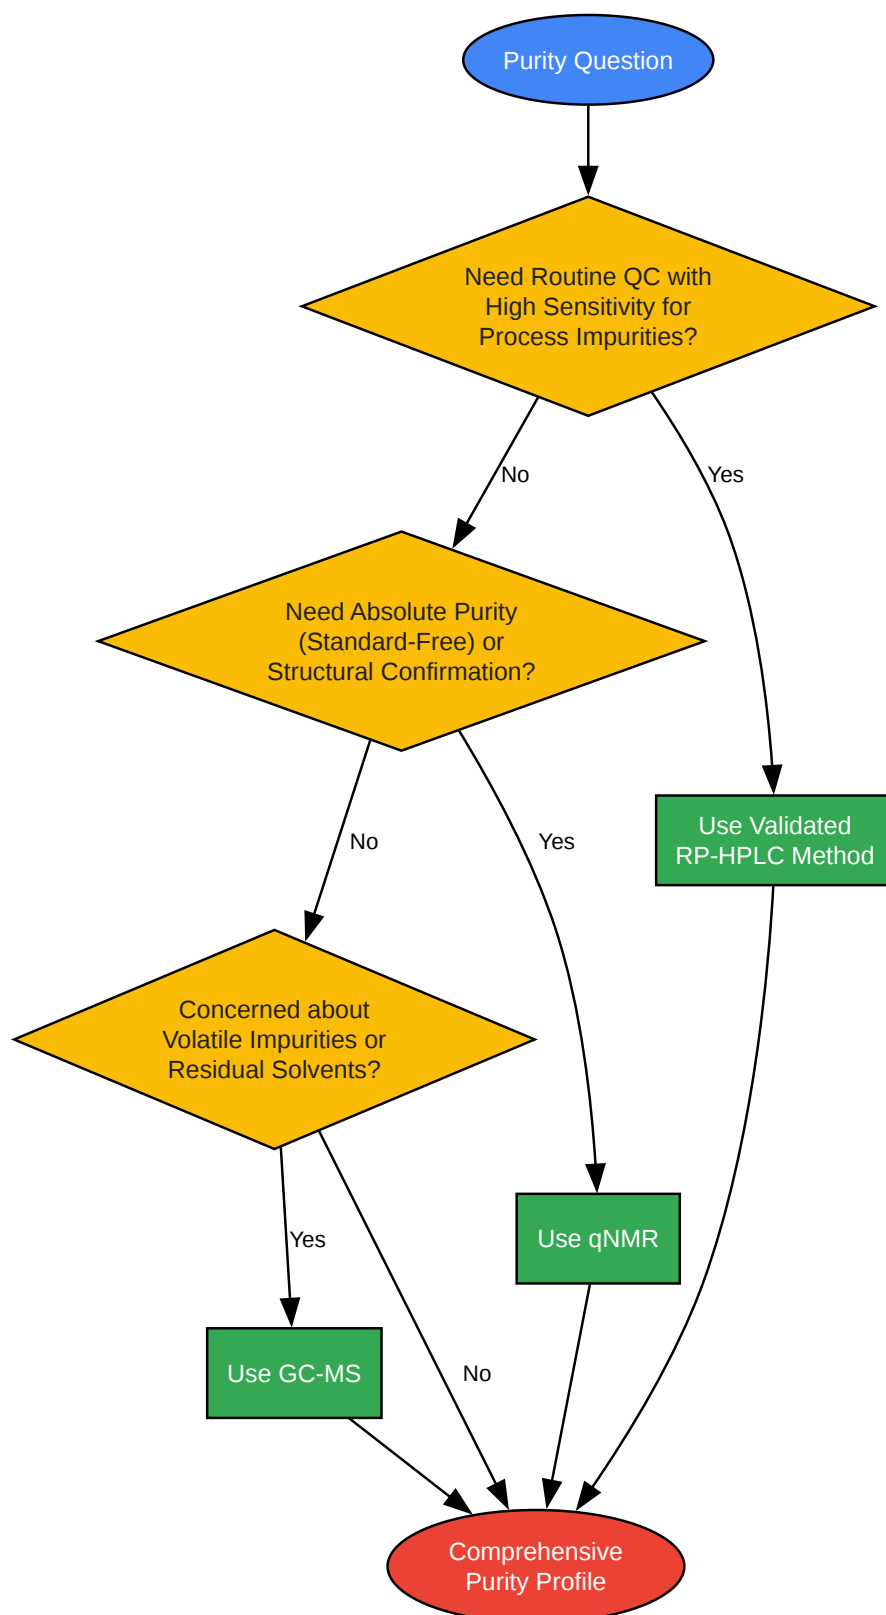 Purity Question
Need Routine QC with
High Sensitivity for
Process Impurities?
No
Yes
Need Absolute Purity
(Standard-Free) or
Structural Confirmation?
Use Validated
RP-HPLC Method
No
Yes
Concerned about
Volatile Impurities or
Residual Solvents?
Use qNMR
Yes
Use GC-MS
No
Comprehensive
Purity Profile